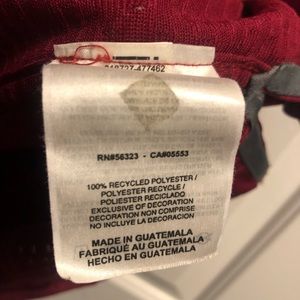 RN#56323 - CA#05553
100% RECYCLED POLYESTER /
POLYESTER RECYCLE /
POLIESTER RECICLADO
EXCLUSIVE OF DECORATION
DECORATION NON COMPRISE
NO INCLUYE LA DECORACION
MADE IN GUATEMALA
FABRIQUÉ AU GUATEMALA
HECHO EN GUATEMALA